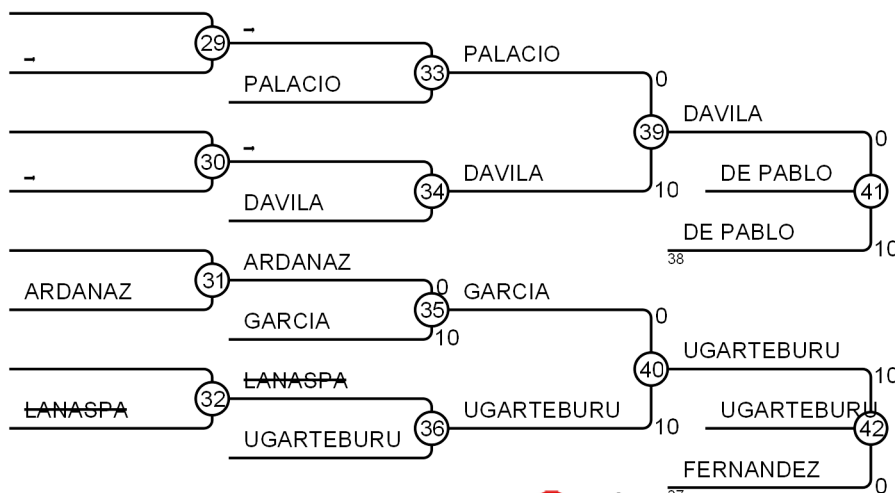 29
33
PALACIO
PALACIO
0
39
DAVILA
0
30
34
DAVILA
DAVILA
10
DE PABLO
41
DE PABLO
38
10
31
ARDANAZ
ARDANAZ
0
35
GARCIA
GARCIA
10
0
40
UGARTEBURU
10
32
LANASPA
LANASPA
36
UGARTEBURU
UGARTEBURU
10
UGARTEBURU
42
FERNANDEZ
0